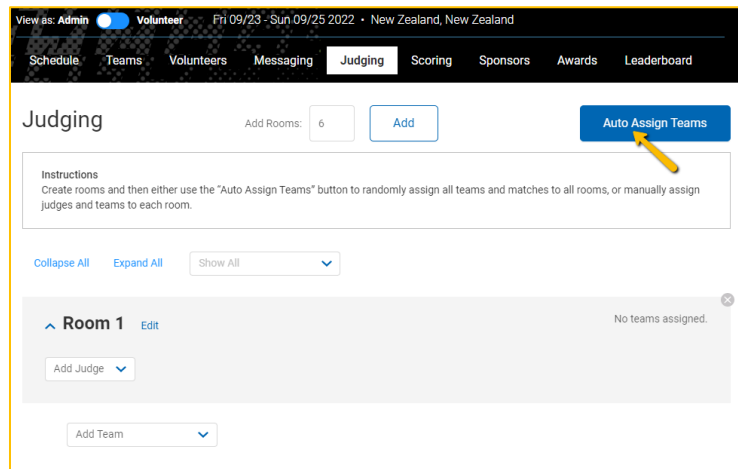 View as: Admin Volunteer Fri 09/23 - Sun 09/25 2022 • New Zealand, New Zealand
Schedule Teams Volunteers Messaging Judging Scoring Sponsors Awards Leaderboard
Judging Add Rooms: 6 Add Auto Assign Teams
Instructions
Create rooms and then either use the "Auto Assign Teams" button to randomly assign all teams and matches to all rooms, or manually assign
judges and teams to each room.
Collapse All Expand All Show All
Room 1 Edit No teams assigned.
Add Judge
Add Team